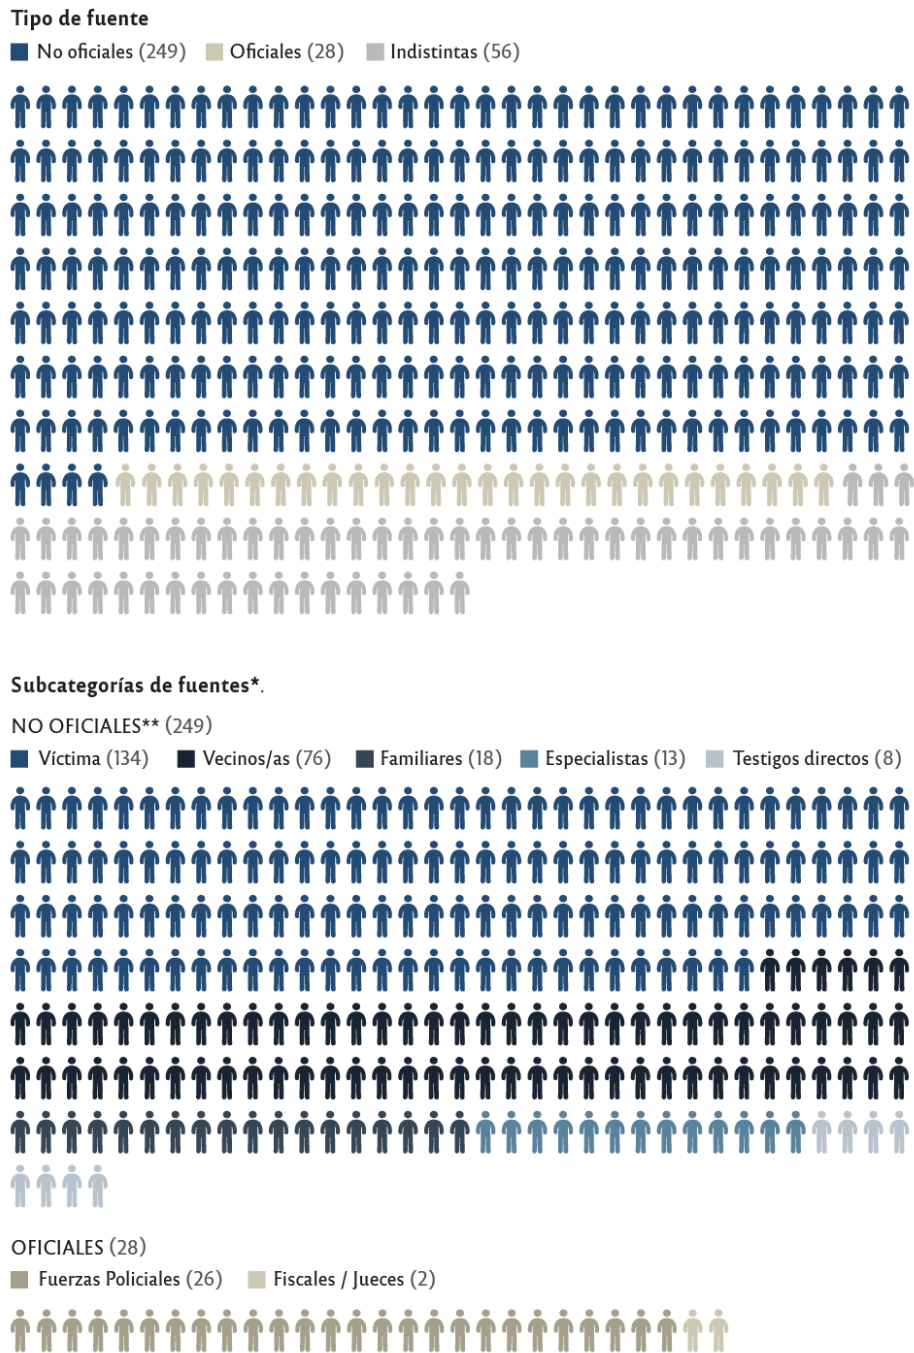 Tipo de fuente
No oficiales (249) Oficiales (28) Indistintas (56)
Subcategorías de fuentes*.
NO OFICIALES** (249)
Víctima (134) Vecinos/as (76) Familiares (18) Especialistas (13) Testigos directos (8)
OFICIALES (28)
Fuerzas Policiales (26) Fiscales / Jueces (2)